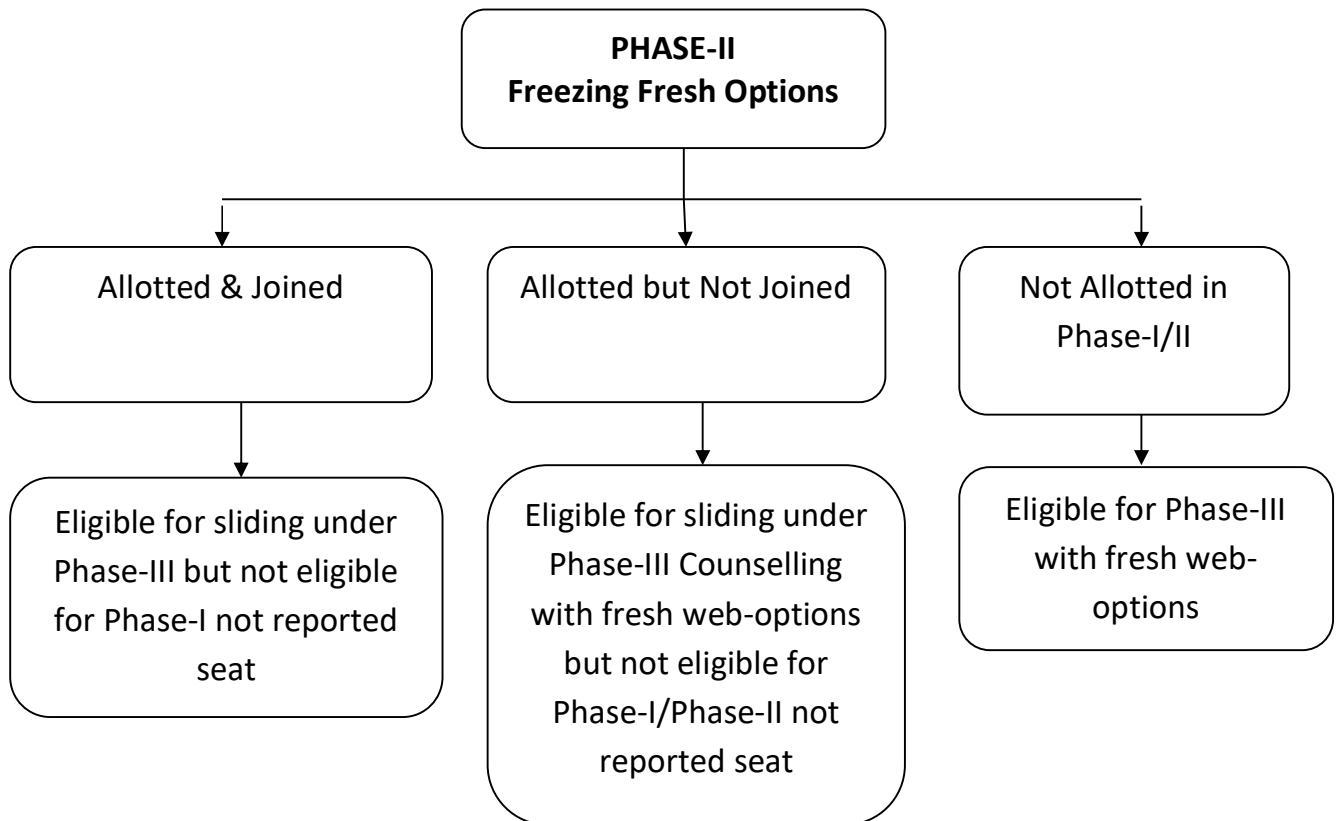 PHASE-II
Freezing Fresh Options
Allotted & Joined
Allotted but Not Joined
Not Allotted in
Phase-I/II
Eligible for sliding under
Phase-III but not eligible
for Phase-I not reported
seat
Eligible for sliding under
Phase-III Counselling
with fresh web-options
but not eligible for
Phase-I/Phase-II not
reported seat
Eligible for Phase-III
with fresh web-
options